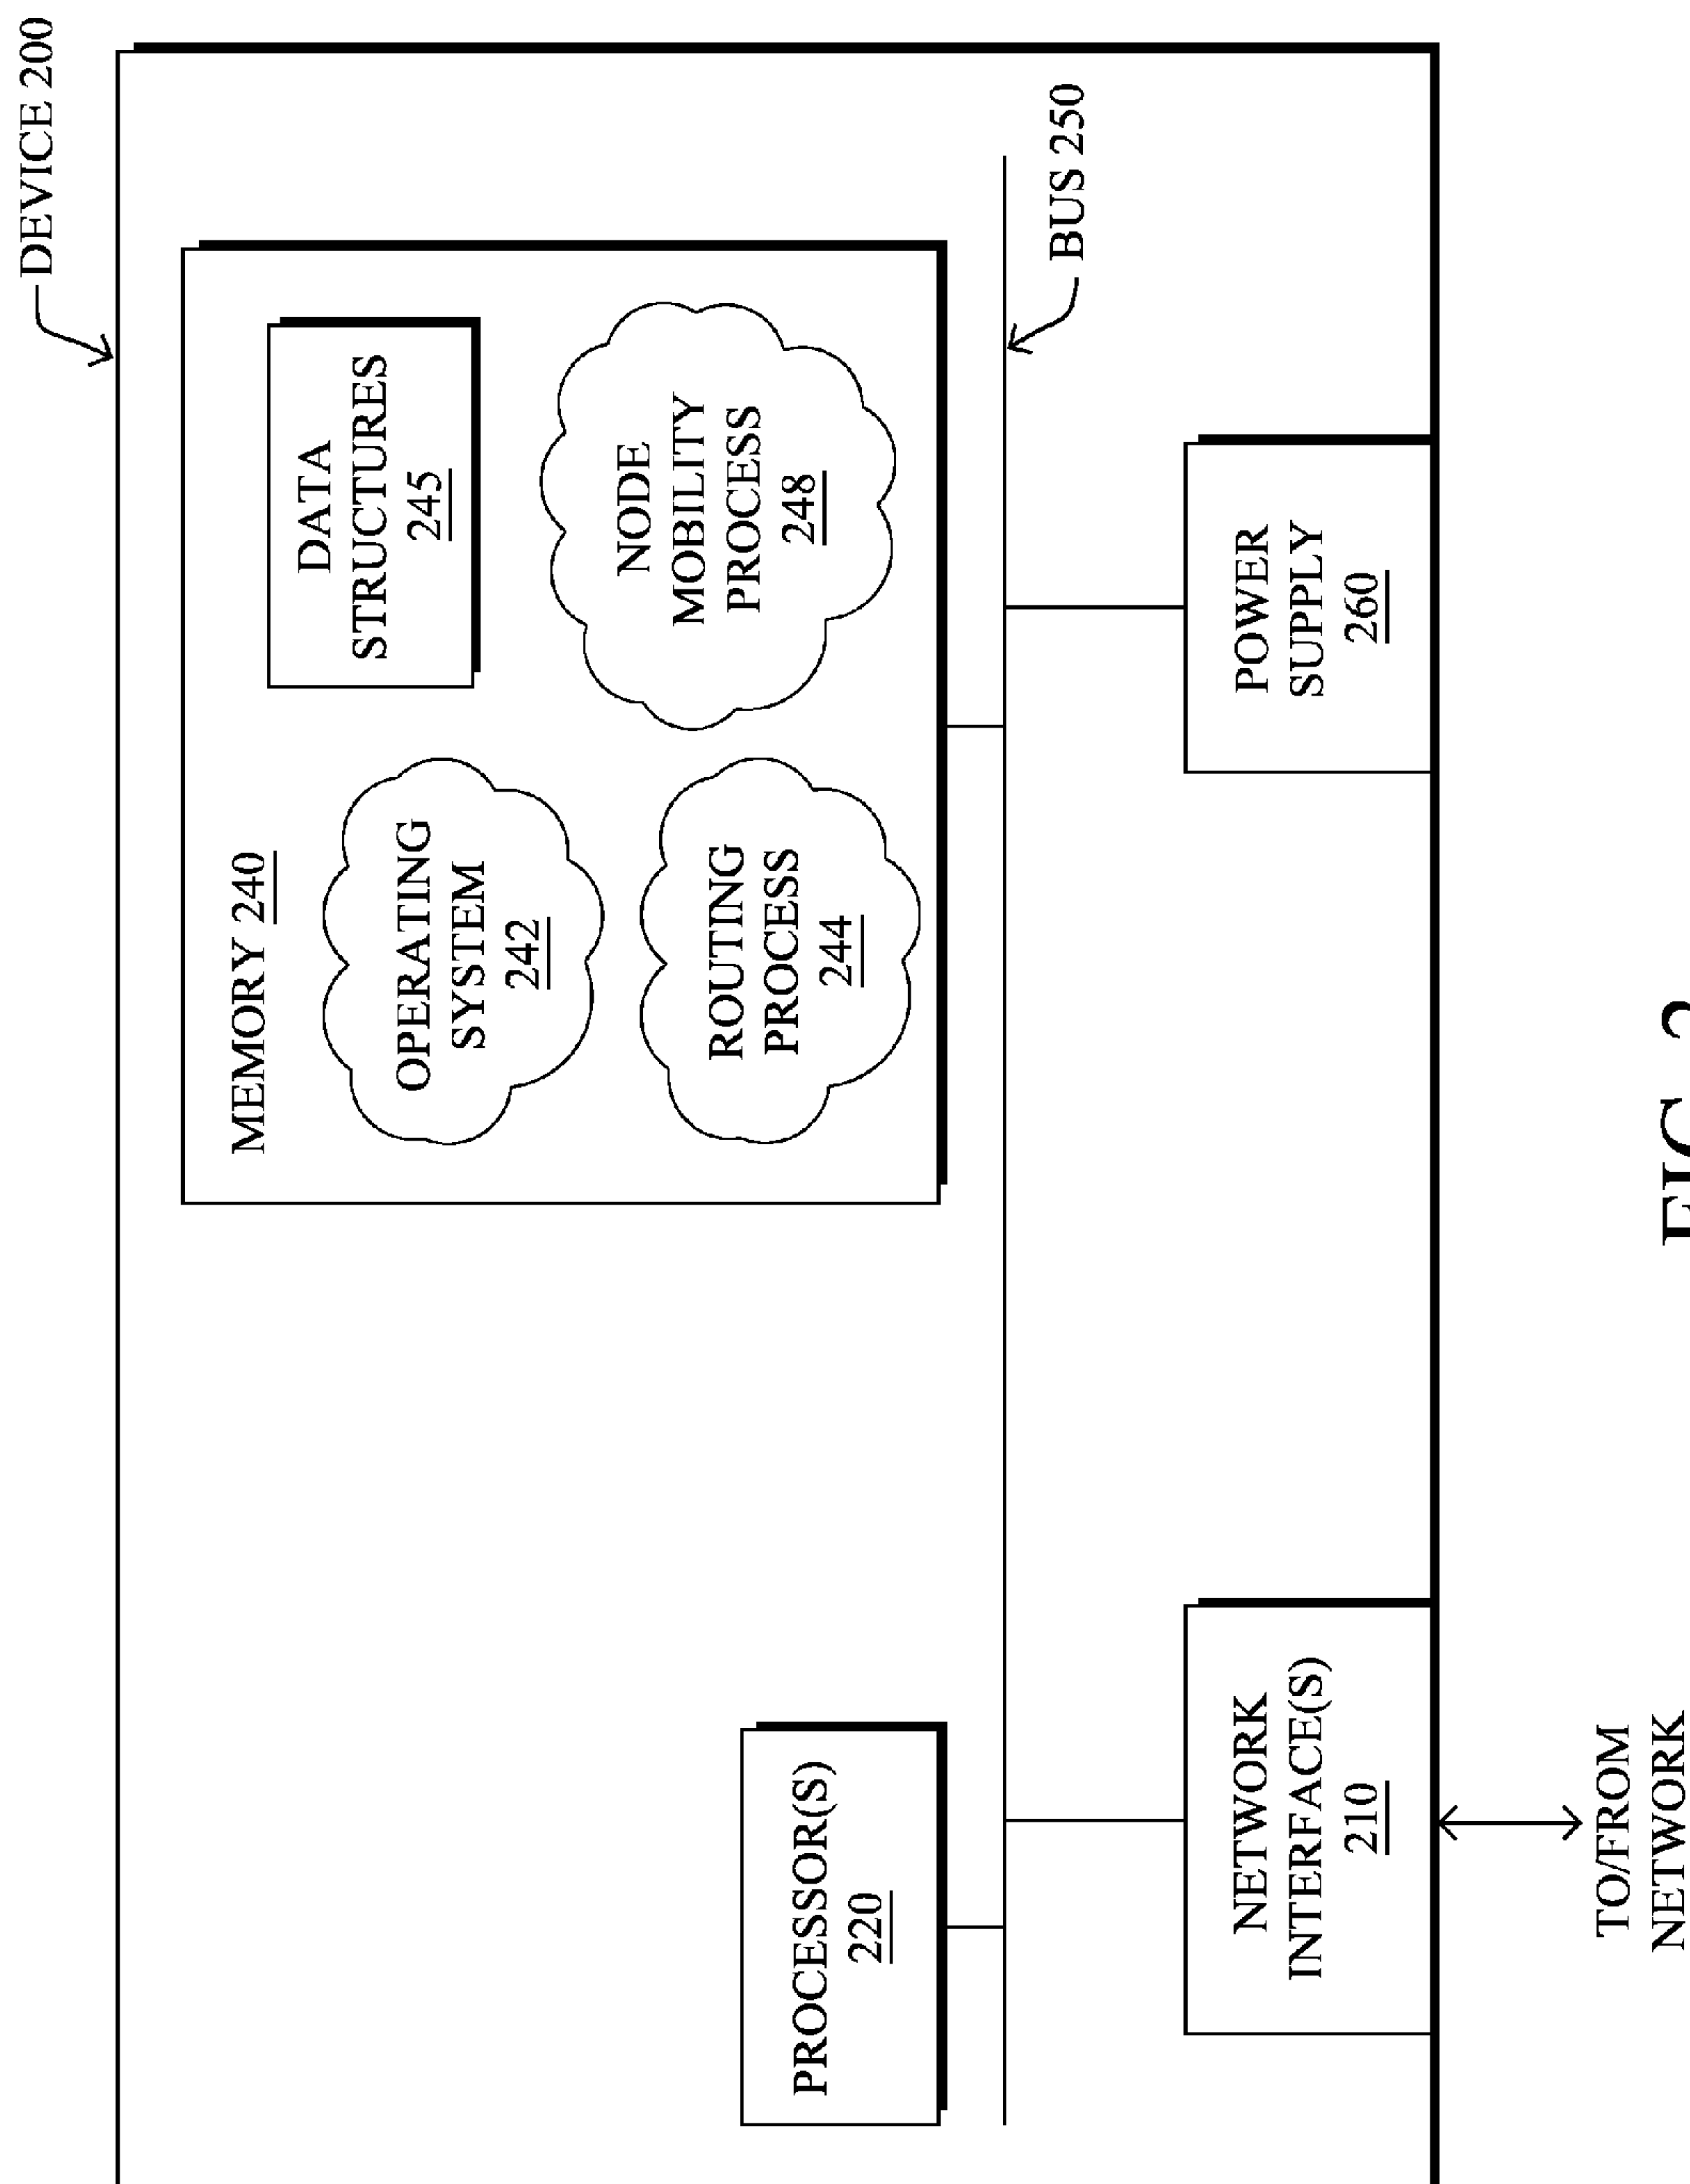 DEVICE 200
MEMORY 240
OPERATING
SYSTEM
242
DATA
STRUCTURES
245
ROUTING
PROCESS
244
NODE
MOBILITY
PROCESS
248
PROCESSOR(S)
220
BUS 250
NETWORK
INTERFACE(S)
210
POWER
SUPPLY
260
TO/FROM
NETWORK
FIG